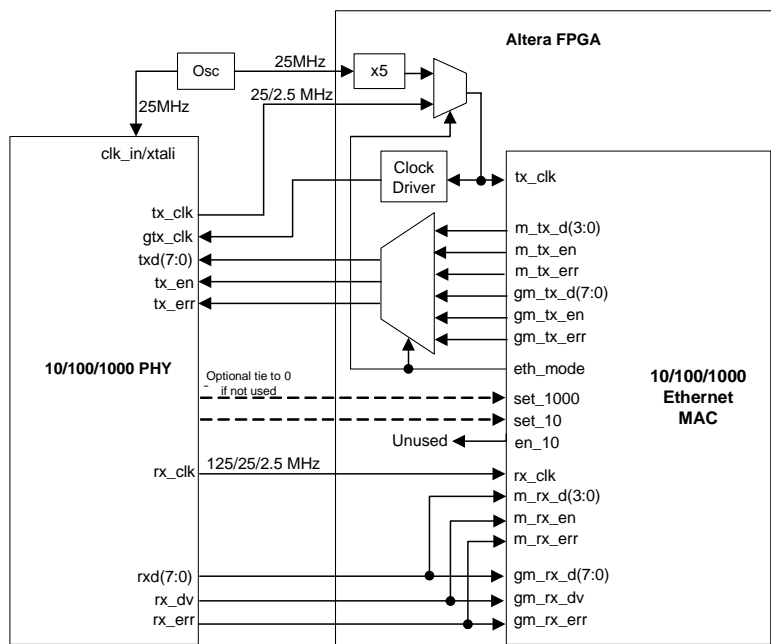 Altera FPGA
25MHz
Osc
x5
25MHz
25/2.5 MHz
clk_in/xtali
Clock
Driver
tx_clk
tx_clk
gtx_clk
txd(7:0)
tx_en
tx_err
m_tx_d(3:0)
m_tx_en
m_tx_err
gm_tx_d(7:0)
gm_tx_en
gm_tx_err
10/100/1000 PHY
eth_mode
10/100/1000
Ethernet
MAC
Optional tie to 0
if not used
set_1000
set_10
Unused
en_10
rx_clk
125/25/2.5 MHz
rx_clk
m_rx_d(3:0)
m_rx_en
m_rx_err
rxd(7:0)
gm_rx_d(7:0)
rx_dv
gm_rx_dv
rx_err
gm_rx_err